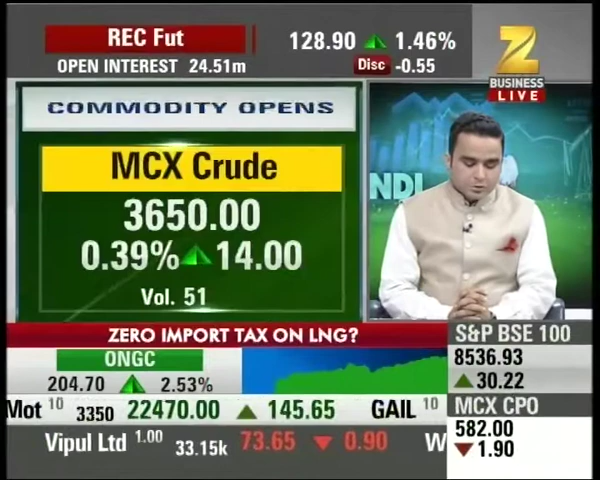 REC Fut
128.90 1.46%
OPEN INTEREST 24.51m
Disc -0.55
Z
BUSINESS
LIVE
COMMODITY OPENS
MCX Crude
3650.00
0.39% 14.00
Vol. 51
NDI
ZERO IMPORT TAX ON LNG?
ONGC
204.70 2.53%
S&P BSE 100
8536.93
30.22
MCX CPO
582.00
1.90
Mot 10 3350 22470.00 145.65 GAIL 10
Vipul Ltd 1.00 33.15k 73.65 0.90 W